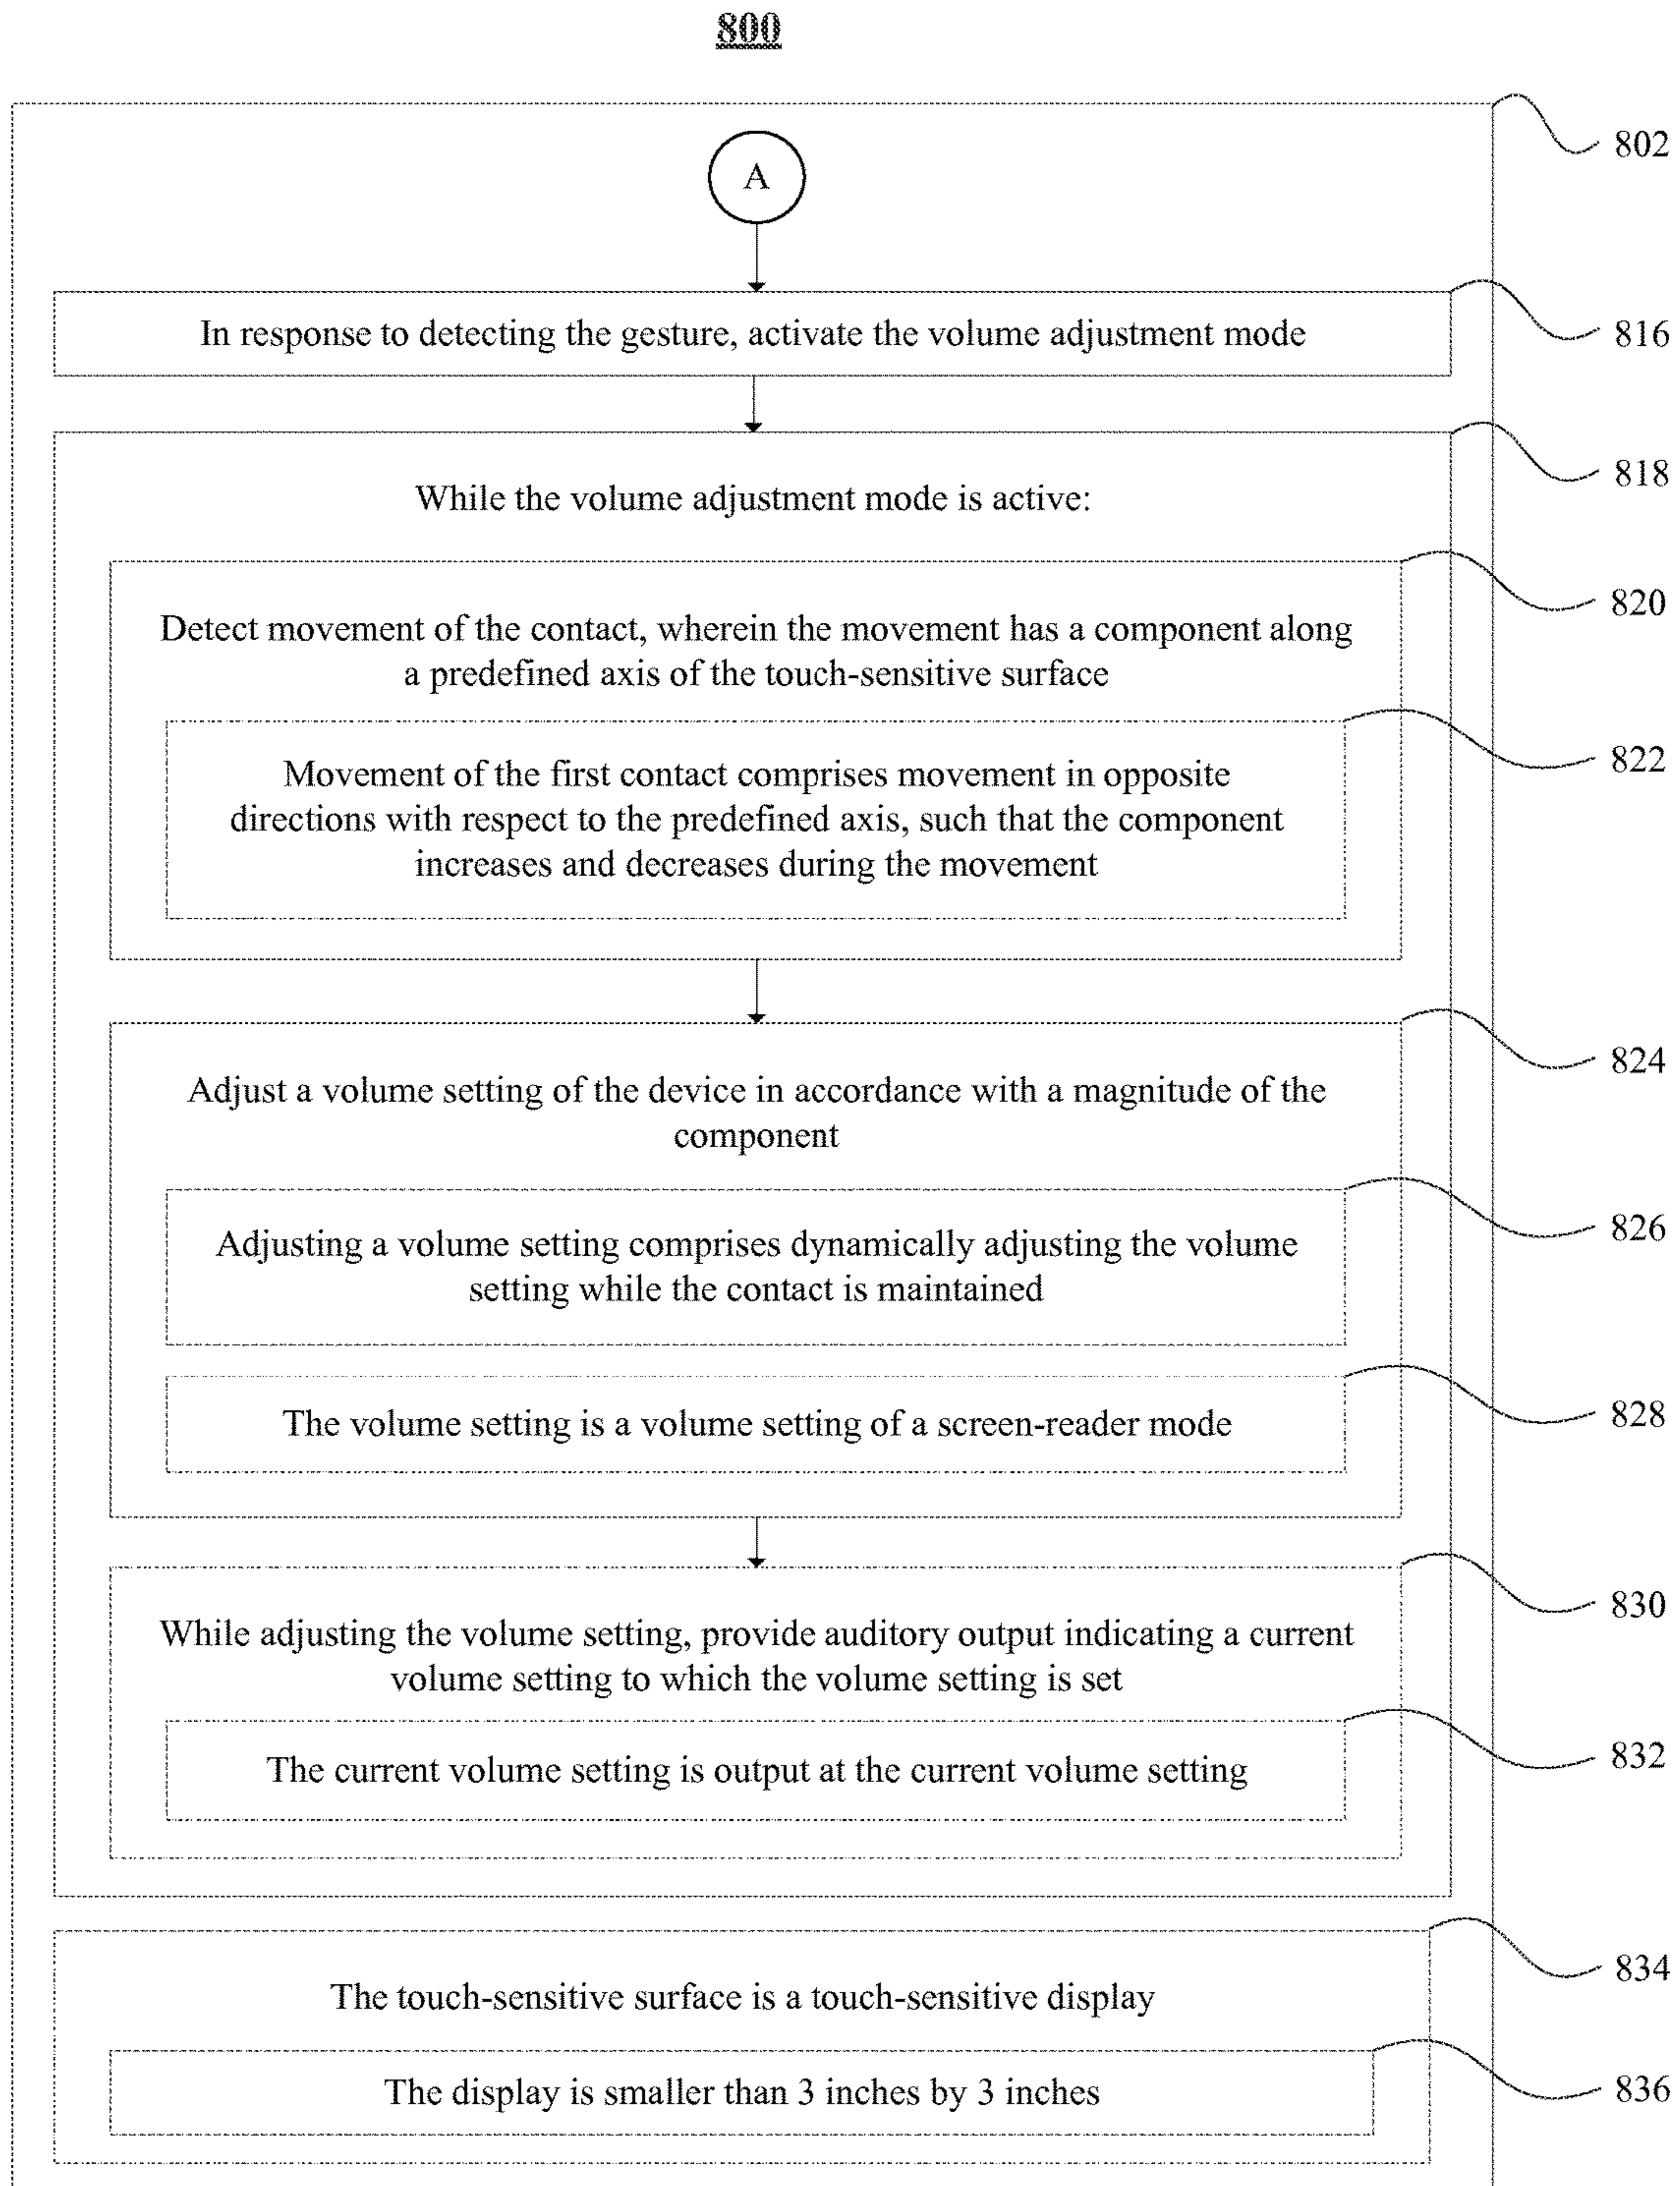 800
802
A
In response to detecting the gesture, activate the volume adjustment mode
816
818
While the volume adjustment mode is active:
820
Detect movement of the contact, wherein the movement has a component along
a predefined axis of the touch-sensitive surface
822
Movement of the first contact comprises movement in opposite
directions with respect to the predefined axis, such that the component
increases and decreases during the movement
824
Adjust a volume setting of the device in accordance with a magnitude of the
component
826
Adjusting a volume setting comprises dynamically adjusting the volume
setting while the contact is maintained
828
The volume setting is a volume setting of a screen-reader mode
830
While adjusting the volume setting, provide auditory output indicating a current
volume setting to which the volume setting is set
832
The current volume setting is output at the current volume setting
834
The touch-sensitive surface is a touch-sensitive display
836
The display is smaller than 3 inches by 3 inches